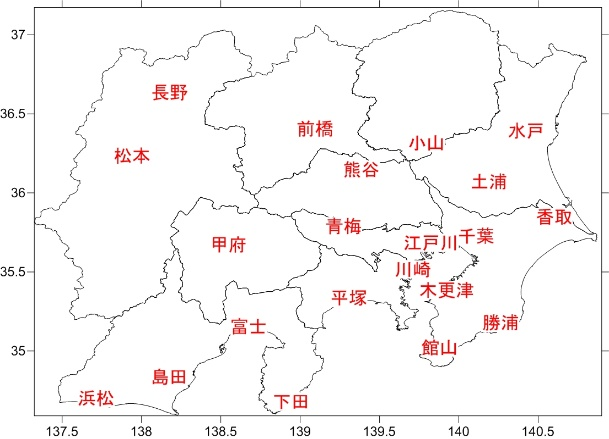 37
長野
36.5
前橋
水戸
小山
松本
熊谷
土浦
36
香取
青梅
千葉
江戸川
甲府
川崎
35.5
木更津
平塚
勝浦
富士
館山
35
島田
浜松
下田
137.5
138
138.5
139
139.5
140
140.5